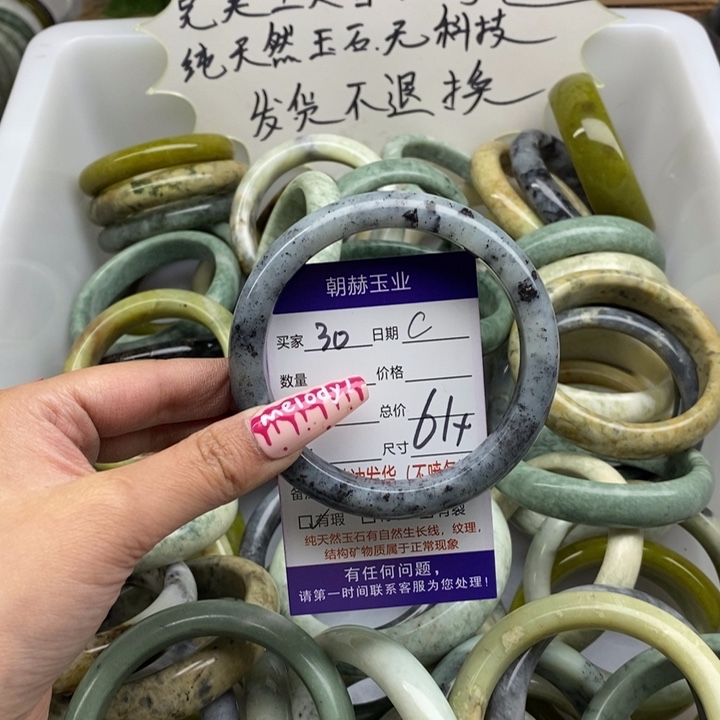 纯天然玉石.无科技
发货不退换
朝赫玉业
买家 30 日期 C
数量 价格
melody
总价
尺寸 61+
有瑕
纯天然玉石有自然生长线，纹理，
结构矿物质属于正常现象
有任何问题，
请第一时间联系客服为您处理!